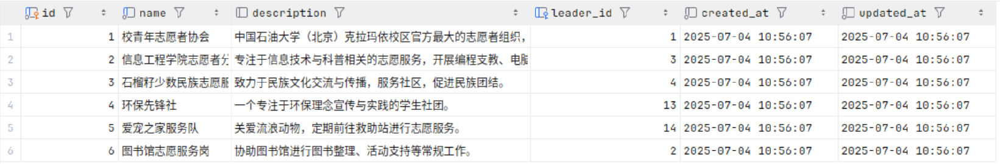 id name description leader_id created_at updated_at
1 1 校青年志愿者协会 中国石油大学（北京）克拉玛依校区官方最大的志愿者组织， 1 2025-07-04 10:56:07 2025-07-04 10:56:07
2 2 信息工程学院志愿者分 专注于信息技术与科普相关的志愿服务，开展编程支教、电脑 3 2025-07-04 10:56:07 2025-07-04 10:56:07
3 3 石榴籽少数民族志愿服 致力于民族文化交流与传播，服务社区，促进民族团结。 4 2025-07-04 10:56:07 2025-07-04 10:56:07
4 4 环保先锋社 一个专注于环保理念宣传与实践的学生社团。 13 2025-07-04 10:56:07 2025-07-04 10:56:07
5 5 爱宠之家服务队 关爱流浪动物，定期前往救助站进行志愿服务。 14 2025-07-04 10:56:07 2025-07-04 10:56:07
6 6 图书馆志愿服务岗 协助图书馆进行图书整理、活动支持等常规工作。 2 2025-07-04 10:56:07 2025-07-04 10:56:07